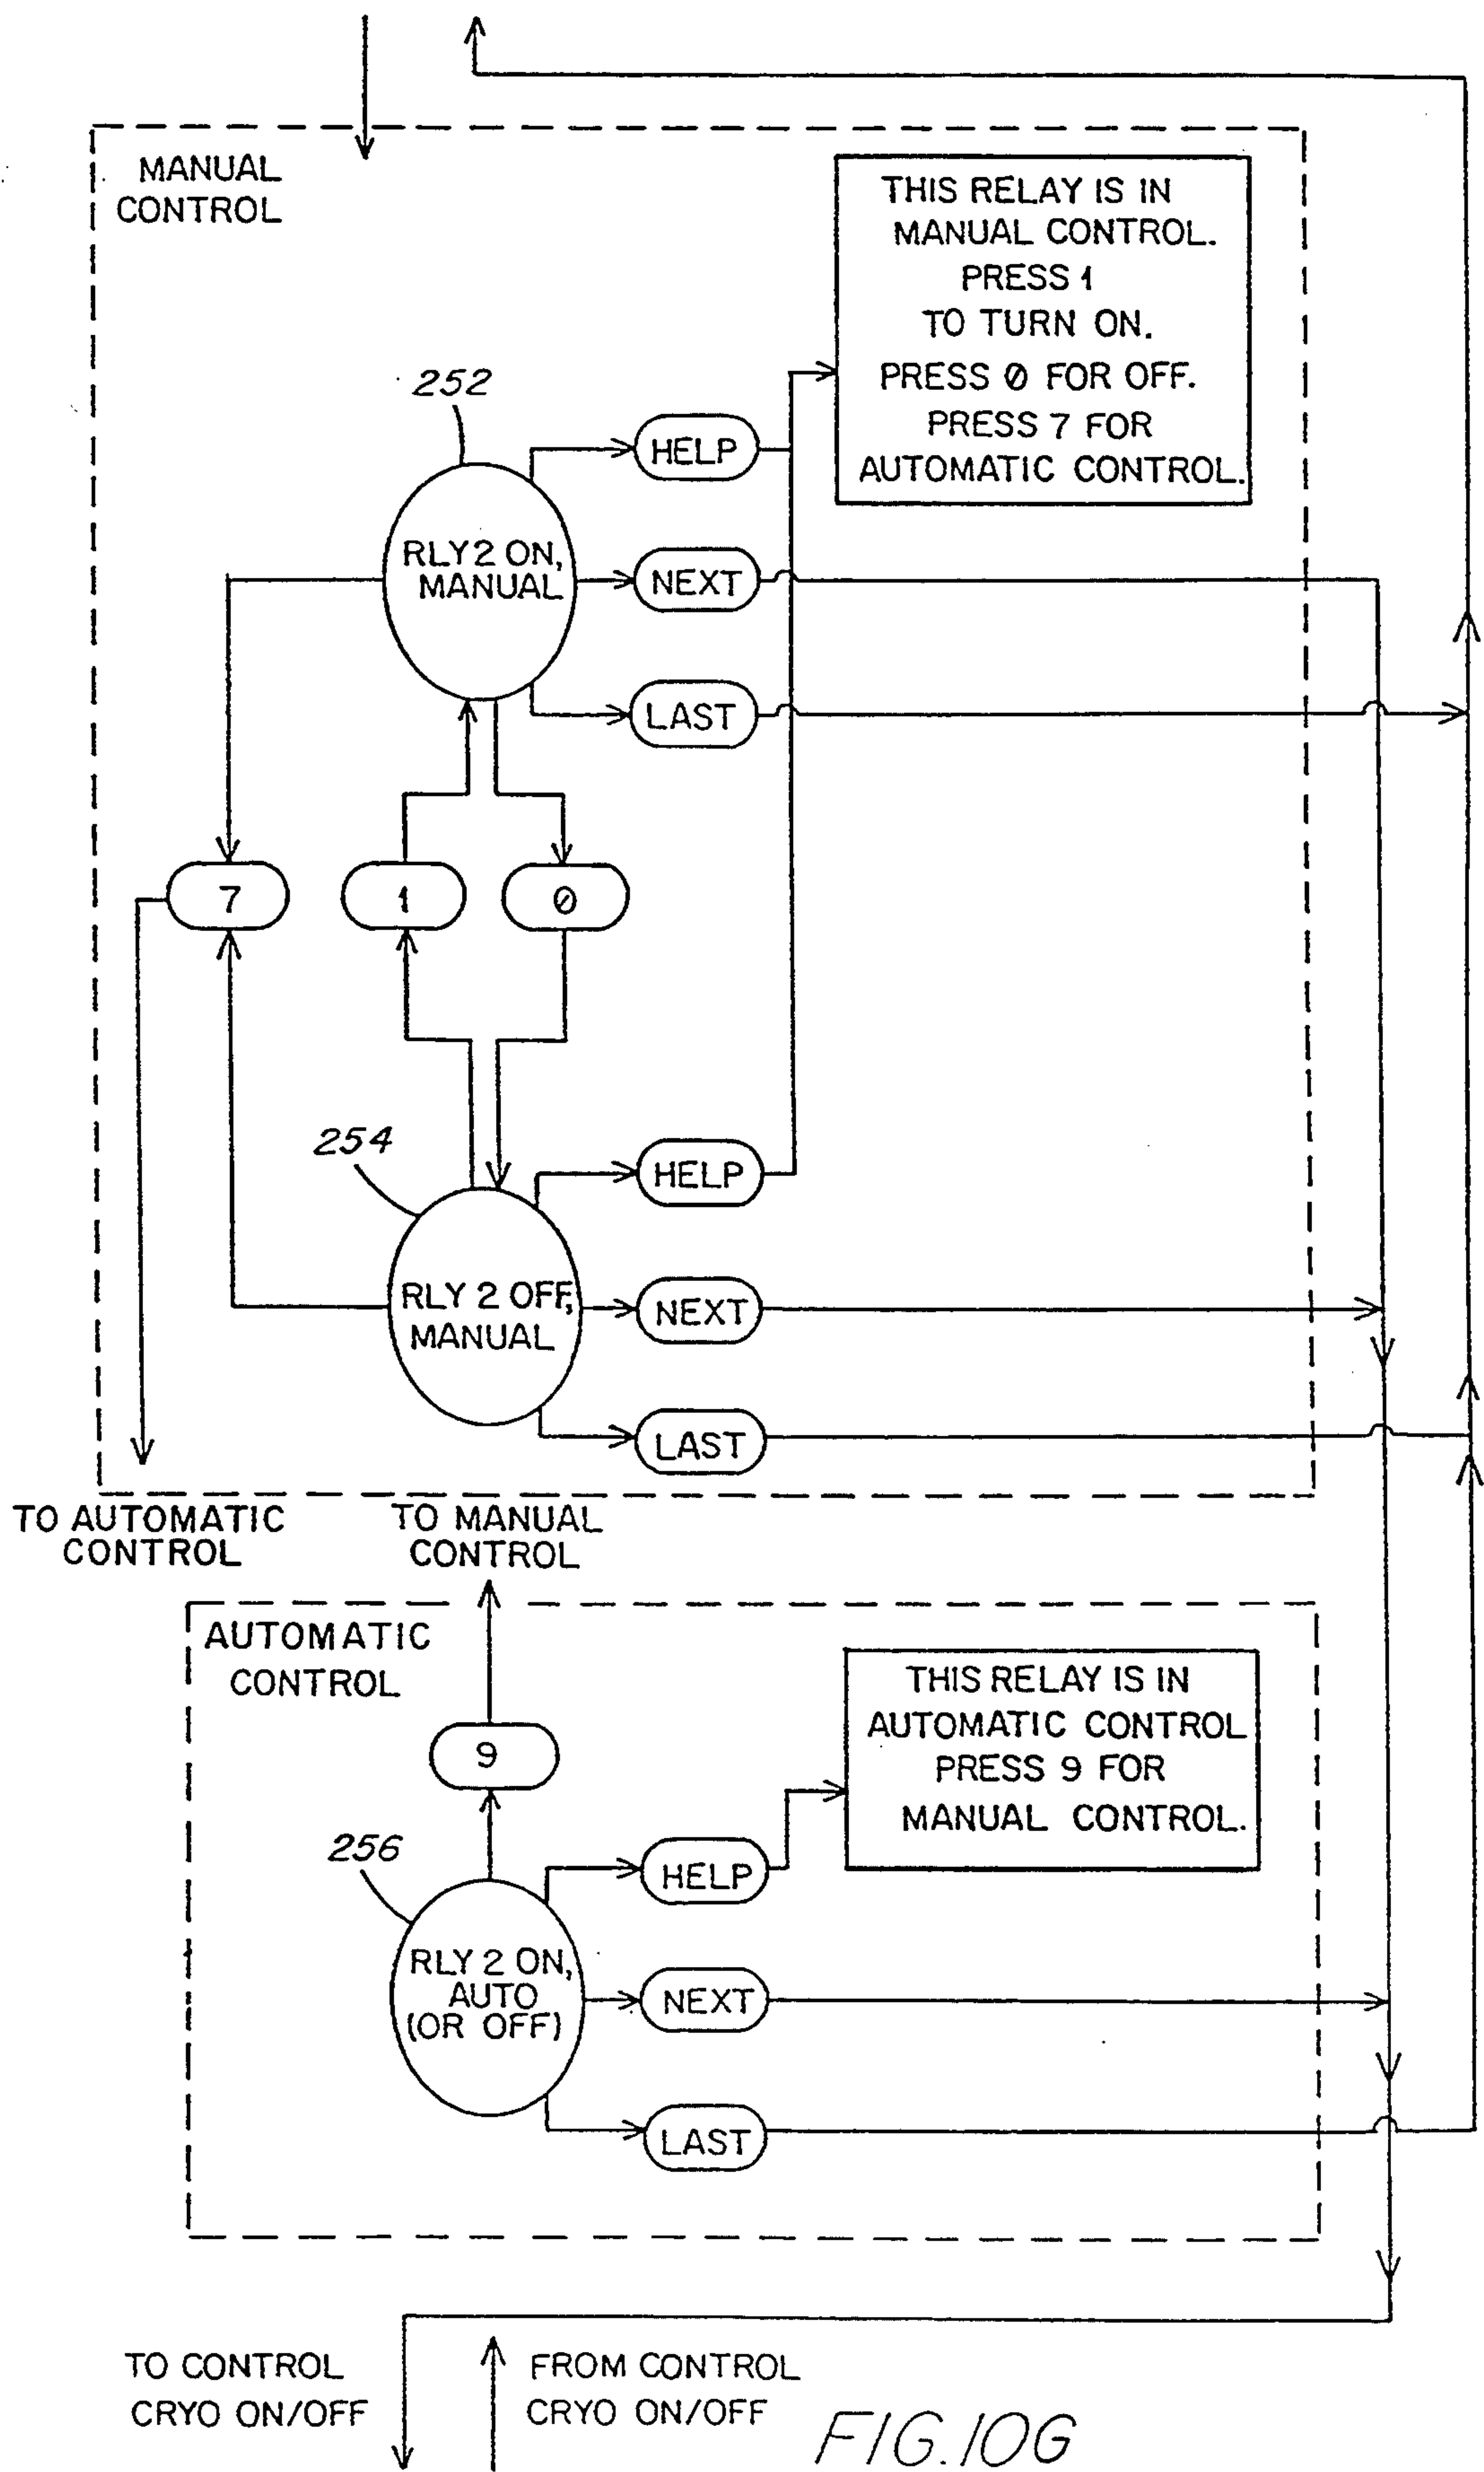 MANUAL
CONTROL
THIS RELAY IS IN
MANUAL CONTROL.
PRESS 1
TO TURN ON.
PRESS 0 FOR OFF.
PRESS 7 FOR
AUTOMATIC CONTROL.
252
HELP
RLY 2 ON,
MANUAL
NEXT
LAST
7
1
0
254
HELP
RLY 2 OFF,
MANUAL
NEXT
LAST
TO AUTOMATIC
CONTROL
TO MANUAL
CONTROL
AUTOMATIC
CONTROL
THIS RELAY IS IN
AUTOMATIC CONTROL
PRESS 9 FOR
MANUAL CONTROL.
9
256
HELP
RLY 2 ON,
AUTO
(OR OFF)
NEXT
LAST
TO CONTROL
CRYO ON/OFF
FROM CONTROL
CRYO ON/OFF
FIG. 10G